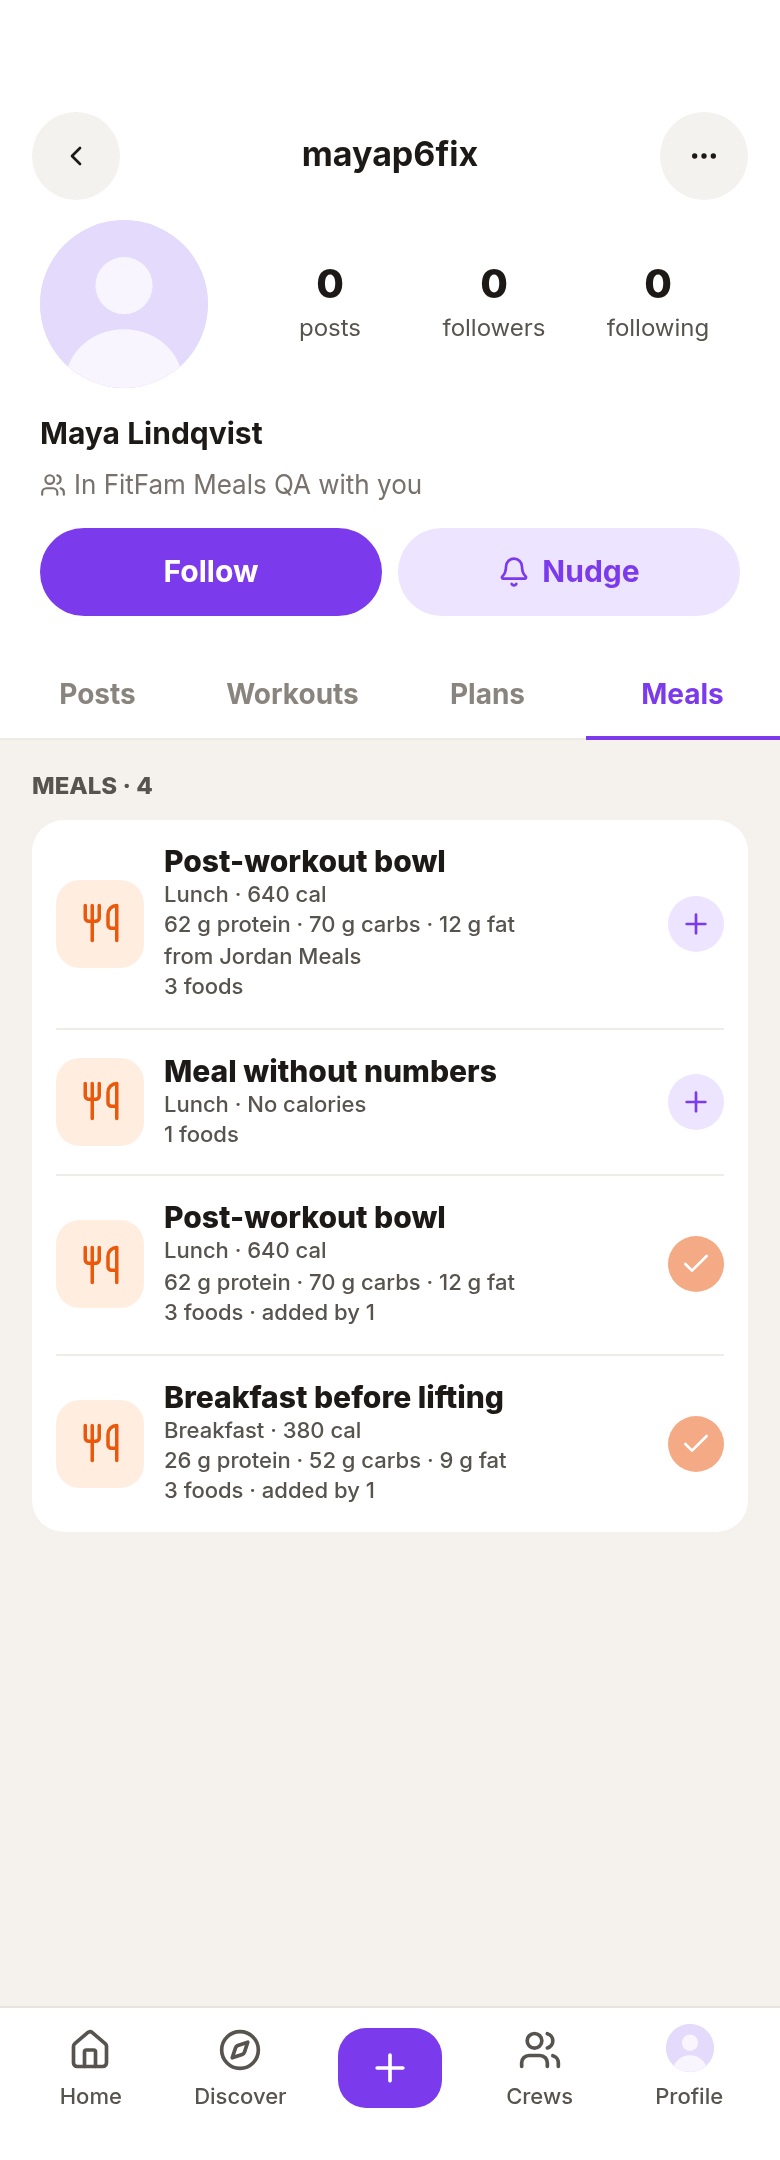 mayap6fix
0
posts
0
followers
0
following
Maya Lindqvist
In FitFam Meals QA with you
Follow
Nudge
Posts
Workouts
Plans
Meals
MEALS · 4
Post-workout bowl
Lunch · 640 cal
62 g protein · 70 g carbs · 12 g fat
from Jordan Meals
3 foods
Meal without numbers
Lunch · No calories
1 foods
Post-workout bowl
Lunch · 640 cal
62 g protein · 70 g carbs · 12 g fat
3 foods · added by 1
Breakfast before lifting
Breakfast · 380 cal
26 g protein · 52 g carbs · 9 g fat
3 foods · added by 1
Home
Discover
Crews
Profile